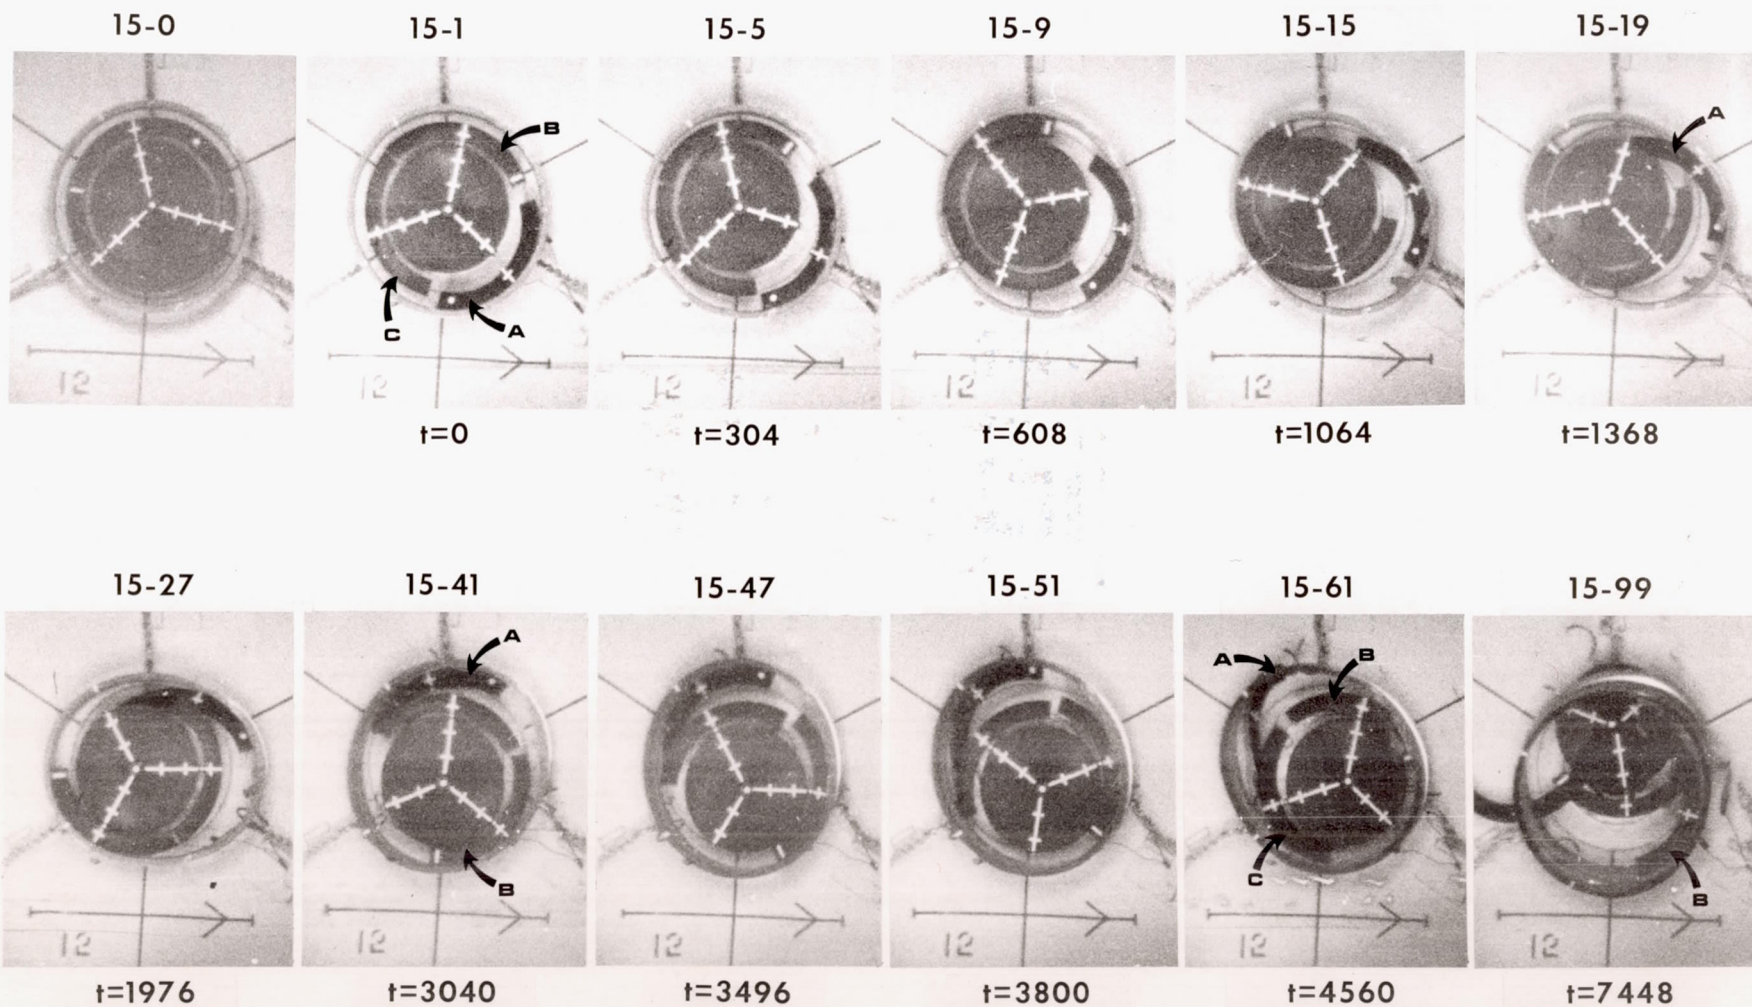 15-0 15-1 15-5 15-9 15-15 15-19
A
B
C
A
12 12 12 12 12 12
t=0 t=304 t=608 t=1064 t=1368
15-27 15-41 15-47 15-51 15-61 15-99
A
A B
B
C
B
12 12 12 12 12 12
t=1976 t=3040 t=3496 t=3800 t=4560 t=7448